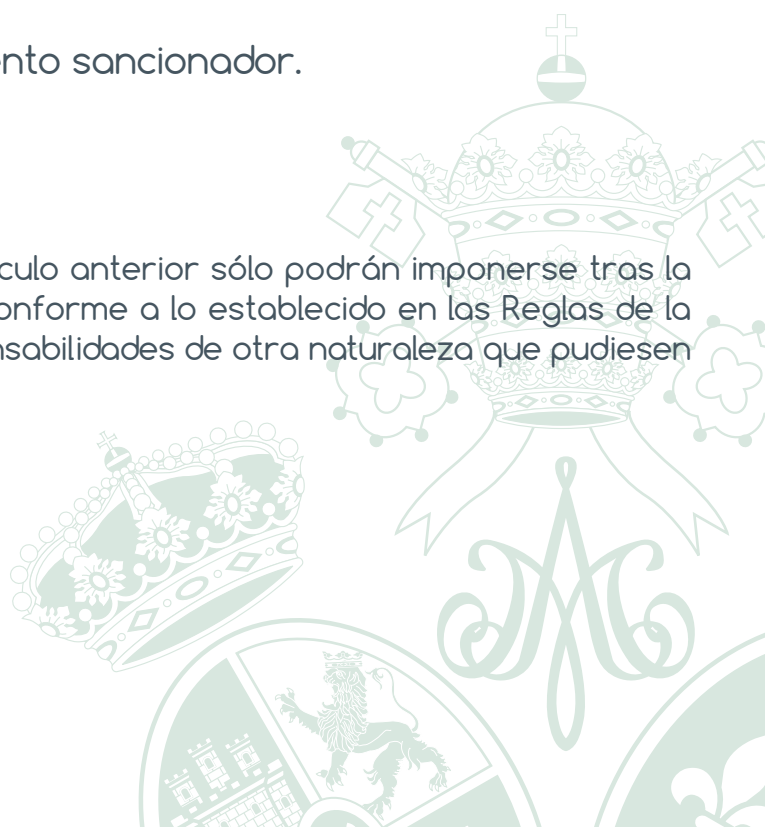 nto sancionador.
culo anterior sólo podrán imponerse tras la
onforme a lo establecido en las Reglas de la
nsabilidades de otra naturaleza que pudiesen